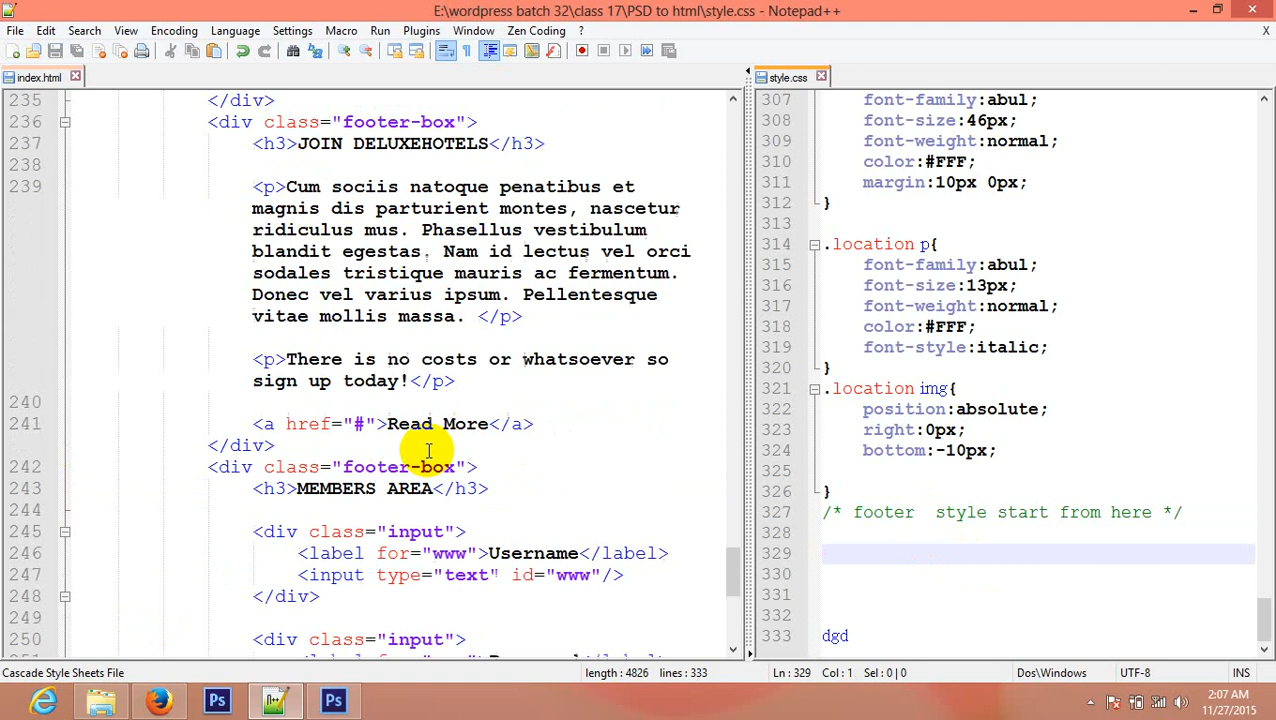 E:\wordpress batch 32\class 17\PSD to html\style.css - Notepad++
File Edit Search View Encoding Language Settings Macro Run Plugins Window Zen Coding ? X
index.html
style.css
235 </div>
236 <div class="footer-box">
237 <h3>JOIN DELUXEHOTELS</h3>
238
239 <p>Cum sociis natoque penatibus et
magnis dis parturient montes, nascetur
ridiculus mus. Phasellus vestibulum
blandit egestas. Nam id lectus vel orci
sodales tristique mauris ac fermentum.
Donec vel varius ipsum. Pellentesque
vitae mollis massa. </p>
<p>There is no costs or whatsoever so
sign up today!</p>
240
241 <a href="#">Read More</a>
</div>
242 <div class="footer-box">
243 <h3>MEMBERS AREA</h3>
244
245 <div class="input">
246 <label for="www">Username</label>
247 <input type="text" id="www"/>
248 </div>
249
250 <div class="input">
307 font-family:abul;
308 font-size:46px;
309 font-weight:normal;
310 color:#FFF;
311 margin:10px 0px;
312 }
313
314 .location p{
315 font-family:abul;
316 font-size:13px;
317 font-weight:normal;
318 color:#FFF;
319 font-style:italic;
320 }
321 .location img{
322 position:absolute;
323 right:0px;
324 bottom:-10px;
325
326 }
327 /* footer  style start from here */
328
329
330
331
332
333 dgd
Cascade Style Sheets File length : 4826 lines : 333 Ln : 329 Col : 1 Sel : 0 | 0 Dos\Windows UTF-8 INS
2:07 AM
11/27/2015